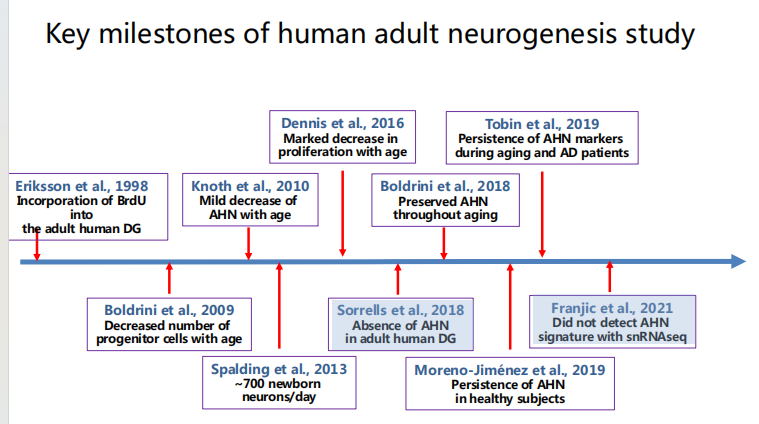 Key milestones of human adult neurogenesis study
Dennis et al., 2016
Marked decrease in
proliferation with age
Tobin et al., 2019
Persistence of AHN markers
during aging and AD patients
Eriksson et al., 1998
Incorporation of BrdU
into
the adult human DG
Knoth et al., 2010
Mild decrease of
AHN with age
Boldrini et al., 2018
Preserved AHN
throughout aging
Boldrini et al., 2009
Decreased number of
progenitor cells with age
Sorrells et al., 2018
Absence of AHN
in adult human DG
Franjic et al., 2021
Did not detect AHN
signature with snRNAseq
Spalding et al., 2013
~700 newborn
neurons/day
Moreno-Jiménez et al., 2019
Persistence of AHN
in healthy subjects